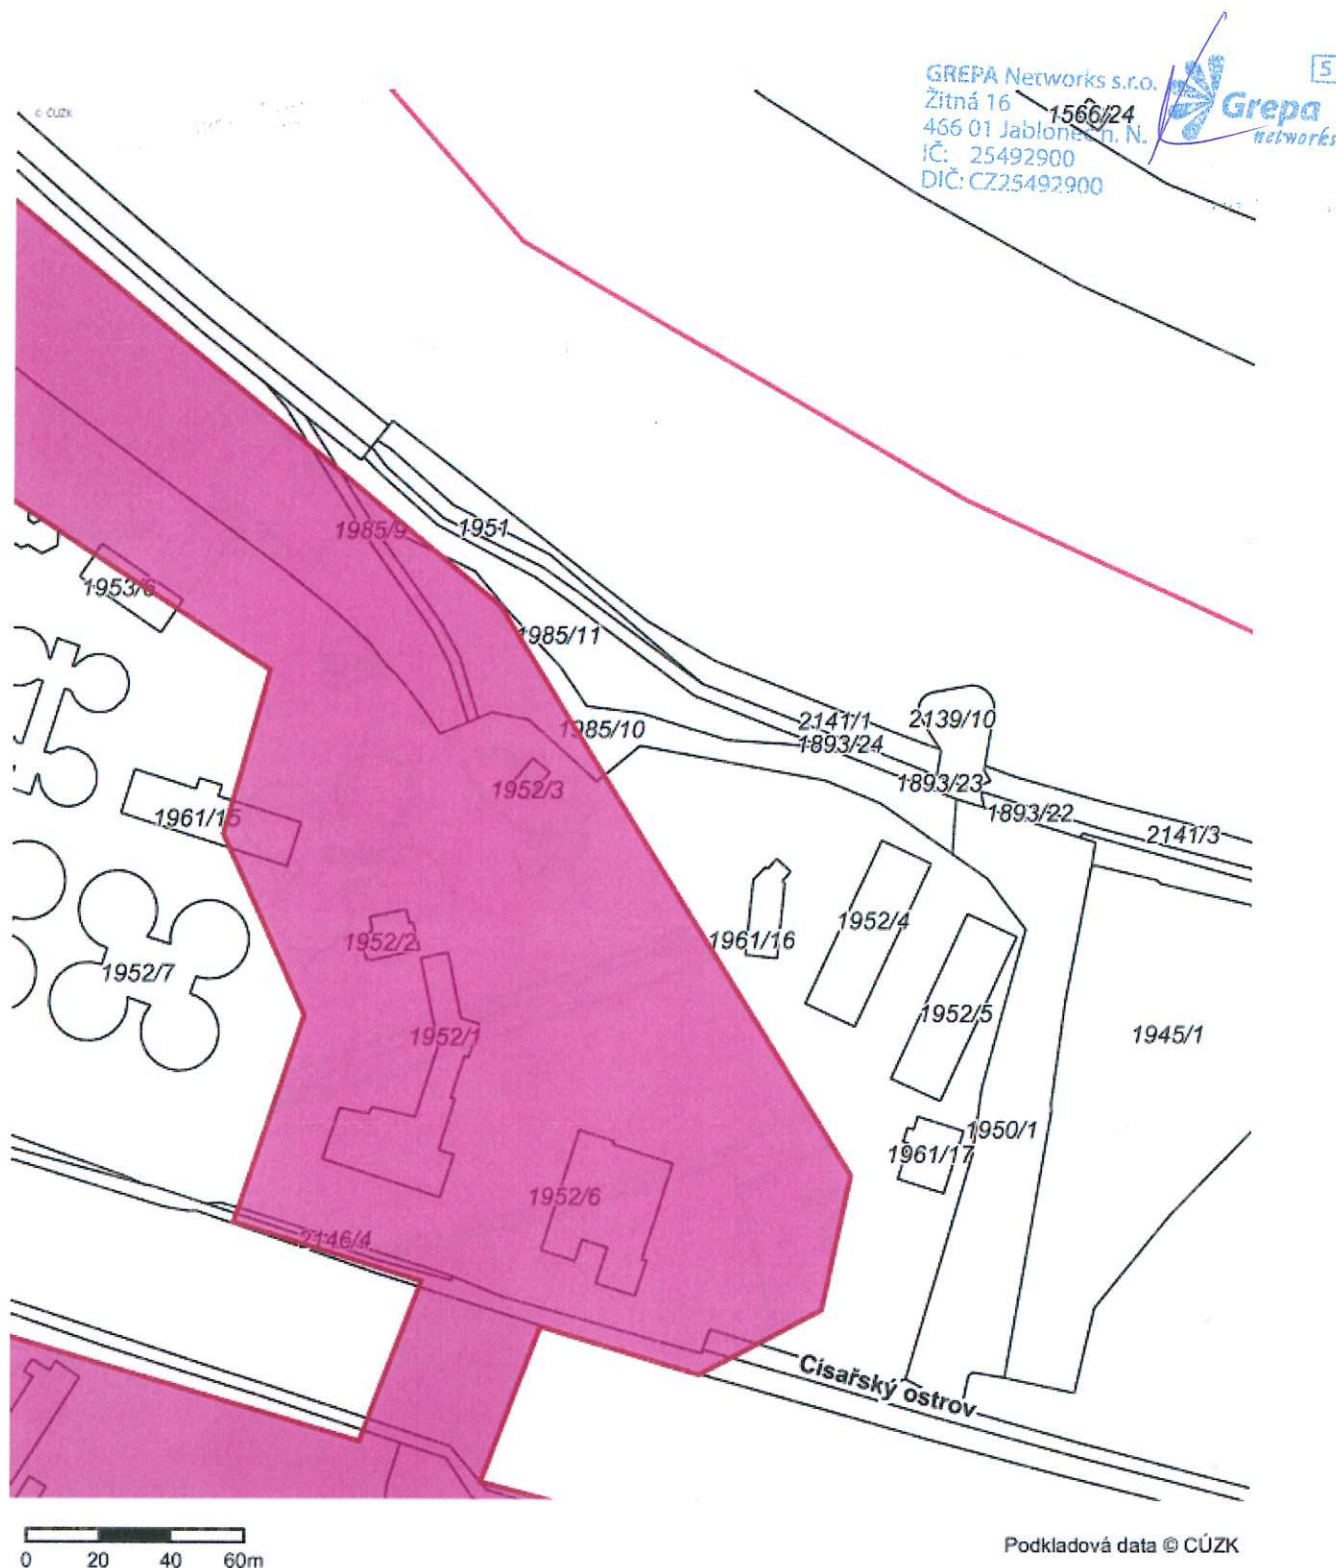 © ČÚZK
GREPA Networks s.r.o.
Žitná 16
466 01 Jablonec n. N.
IČ: 25492900
DIČ: CZ25492900
5
Grepa
networks
1566/24
1985/9
1951
1953/6
1985/11
1985/10
2141/1
2139/10
1893/24
1893/23
1952/3
1893/22
1961/15
2141/3
1952/4
1952/2
1961/16
1952/7
1952/5
1952/1
1945/1
1950/1
1961/17
1952/6
2146/4
Císařský ostrov
0 20 40 60m
Podkladová data © ČÚZK